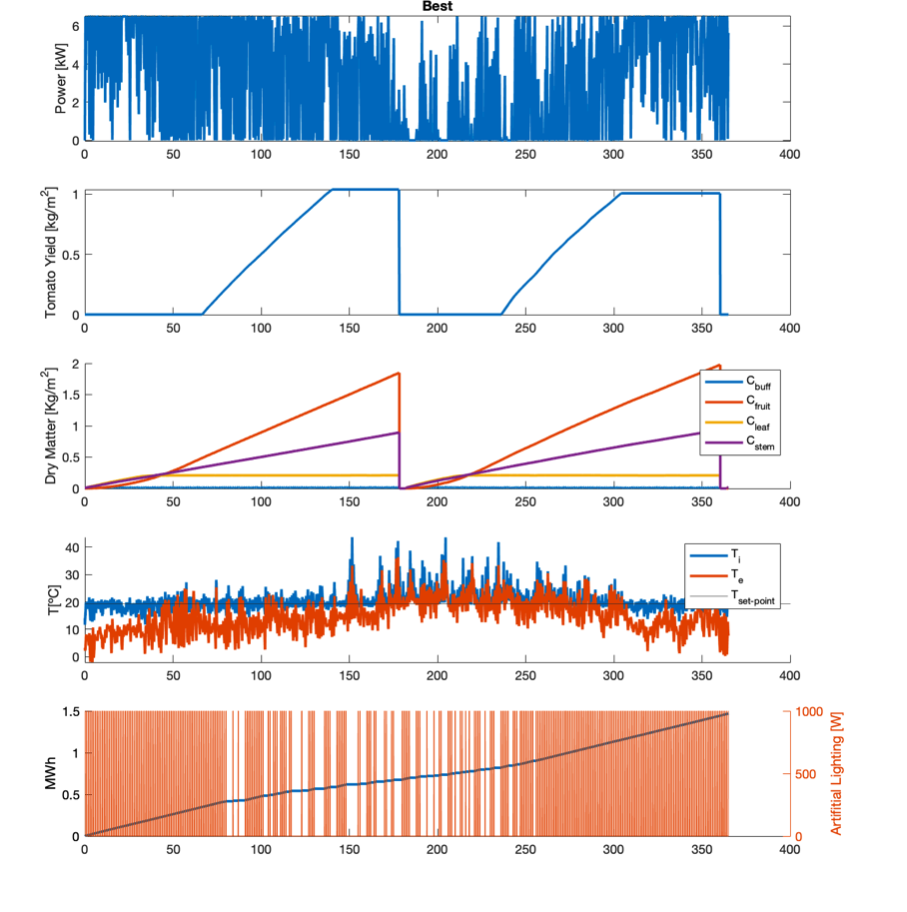 Best
Power [kW]
6
4
2
0
0 50 100 150 200 250 300 350 400
Tomato Yield [kg/m²]
1
0.5
0
0 50 100 150 200 250 300 350 400
Dry Matter [Kg/m²]
2
1.5
1
0.5
0
C_buff
C_fruit
C_leaf
C_stem
0 50 100 150 200 250 300 350 400
T[ºC]
40
30
20
10
0
T_i
T_e
T_set-point
0 50 100 150 200 250 300 350 400
MWh
1.5
1
0.5
0
1000
500
0
Artifitial Lighting [W]
0 50 100 150 200 250 300 350 400